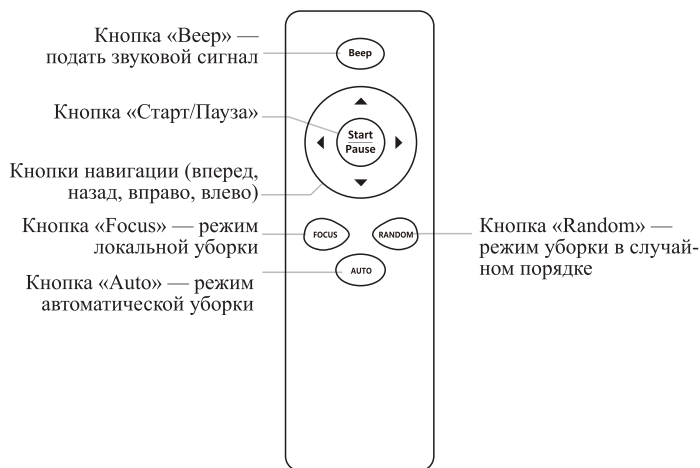 Кнопка «Beep» —
подать звуковой сигнал
Beep
Кнопка «Старт/Пауза»
Start
Pause
Кнопки навигации (вперед,
назад, вправо, влево)
Кнопка «Focus» — режим
локальной уборки
FOCUS
RANDOM
Кнопка «Random» —
режим уборки в случай-
ном порядке
Кнопка «Auto» — режим
автоматической уборки
AUTO